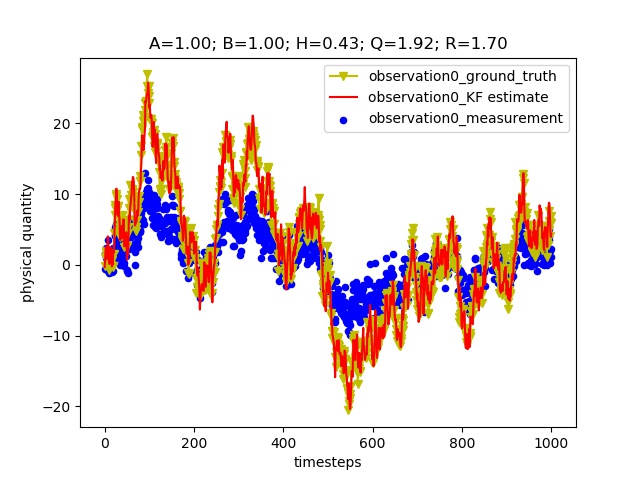 A=1.00; B=1.00; H=0.43; Q=1.92; R=1.70
observation0_ground_truth
observation0_KF estimate
observation0_measurement
physical quantity
20
10
0
−10
−20
0 200 400 600 800 1000
timesteps